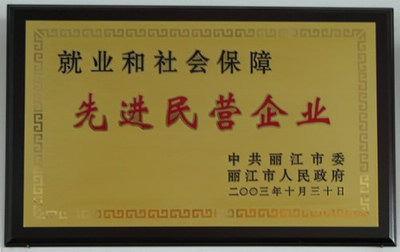 就业和社会保障
先进民营企业
中共丽江市委
丽江市人民政府
二〇〇三年十月三十日